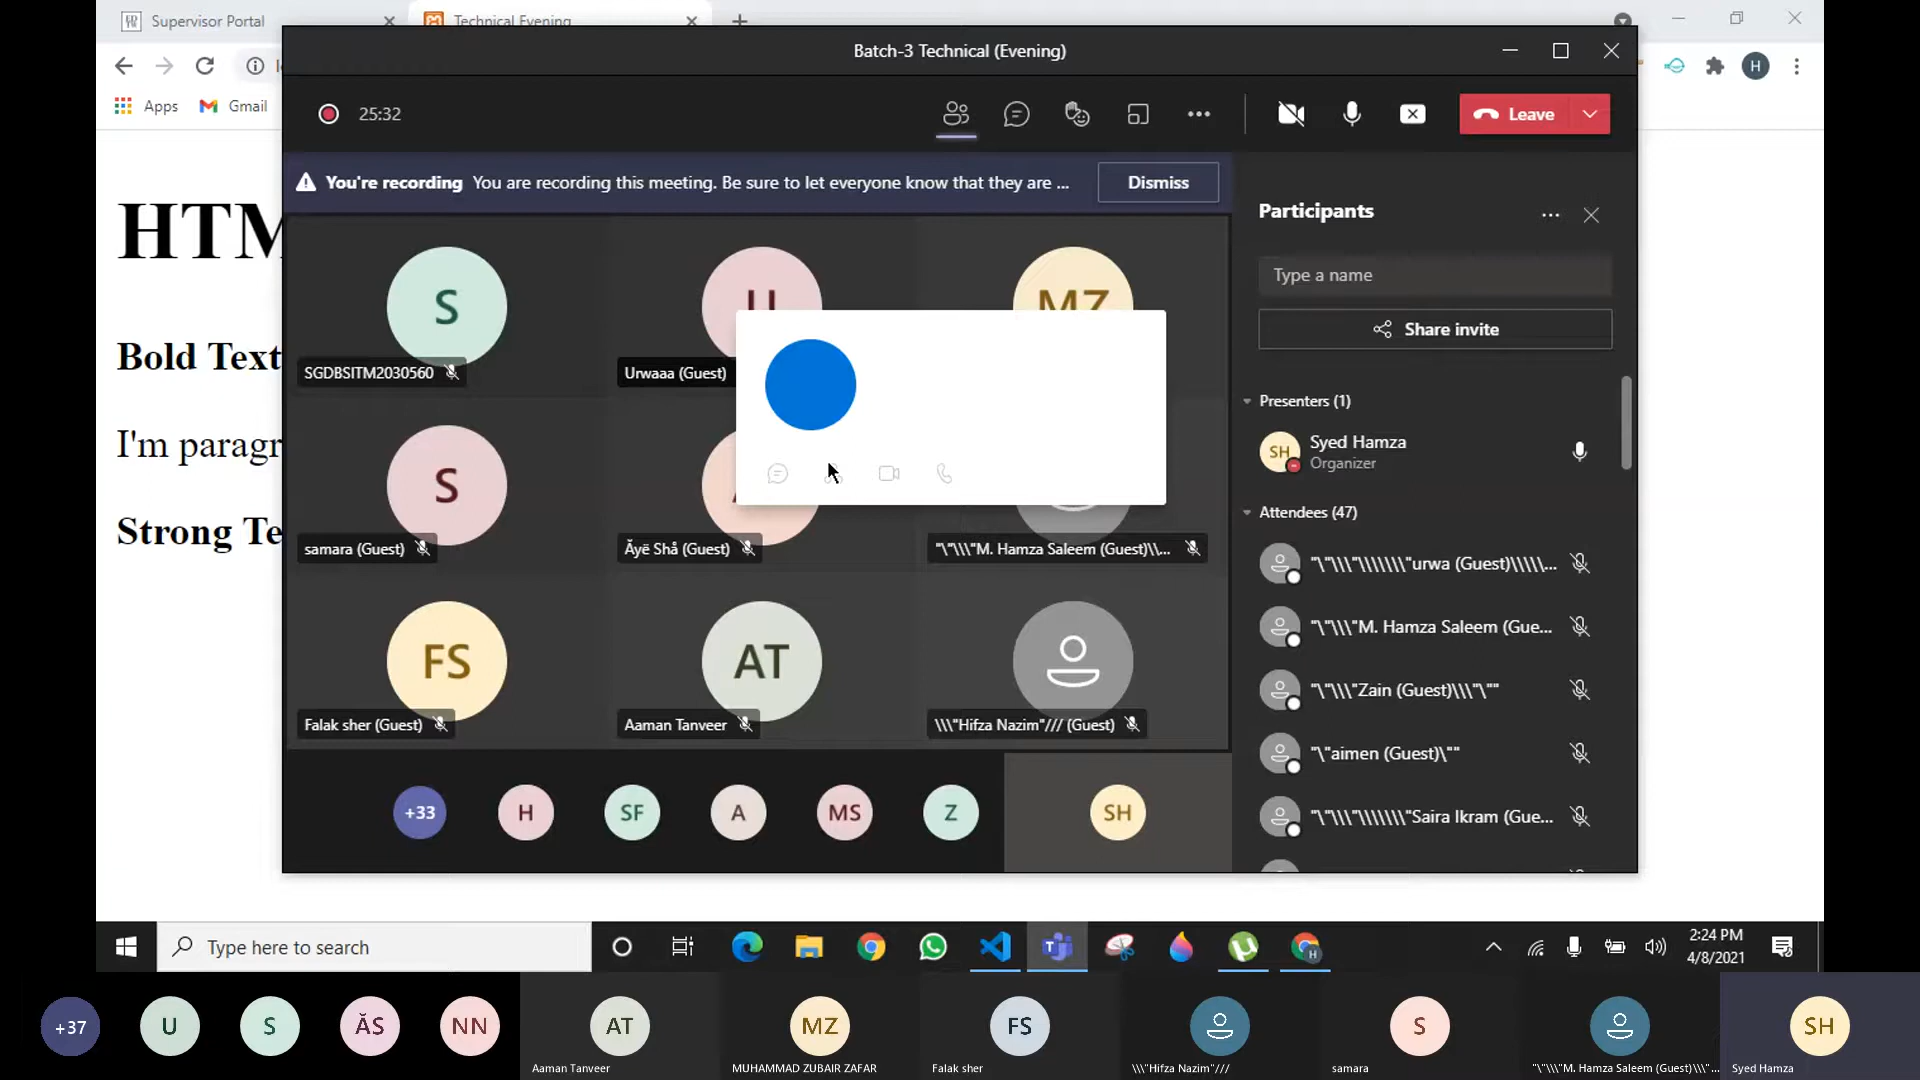 Supervisor Portal
Technical Evening
Batch-3 Technical (Evening)
H
Apps
Gmail
25:32
Leave
You're recording You are recording this meeting. Be sure to let everyone know that they are ...
Dismiss
HTM
Bold Text
I'm paragr
Strong Te
S
SGDBSITM2030560
U
Urwaaa (Guest)
MZ
S
samara (Guest)
Ăyë Shå (Guest)
"\"\\\"M. Hamza Saleem (Guest)\\...
FS
Falak sher (Guest)
AT
Aaman Tanveer
\\\"Hifza Nazim"/// (Guest)
+33
H
SF
A
MS
Z
SH
Participants
Type a name
Share invite
Presenters (1)
SH
Syed Hamza
Organizer
Attendees (47)
"\"\\\"\\\\\\\"urwa (Guest)\\\\\...
"\"\\\"M. Hamza Saleem (Gue...
"\"\\\"Zain (Guest)\\\"\""
"\"aimen (Guest)\""
"\"\\\"\\\\\\\"Saira Ikram (Gue...
Type here to search
2:24 PM
4/8/2021
+37
U
S
ĂS
NN
AT
Aaman Tanveer
MZ
MUHAMMAD ZUBAIR ZAFAR
FS
Falak sher
\\\"Hifza Nazim"///
S
samara
"\"\\\"M. Hamza Saleem (Guest)\\\"...
SH
Syed Hamza